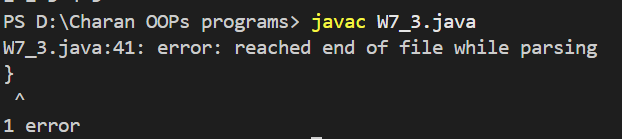 PS D:\Charan OOPs programs> javac W7_3.java
W7_3.java:41: error: reached end of file while parsing
}
^
1 error